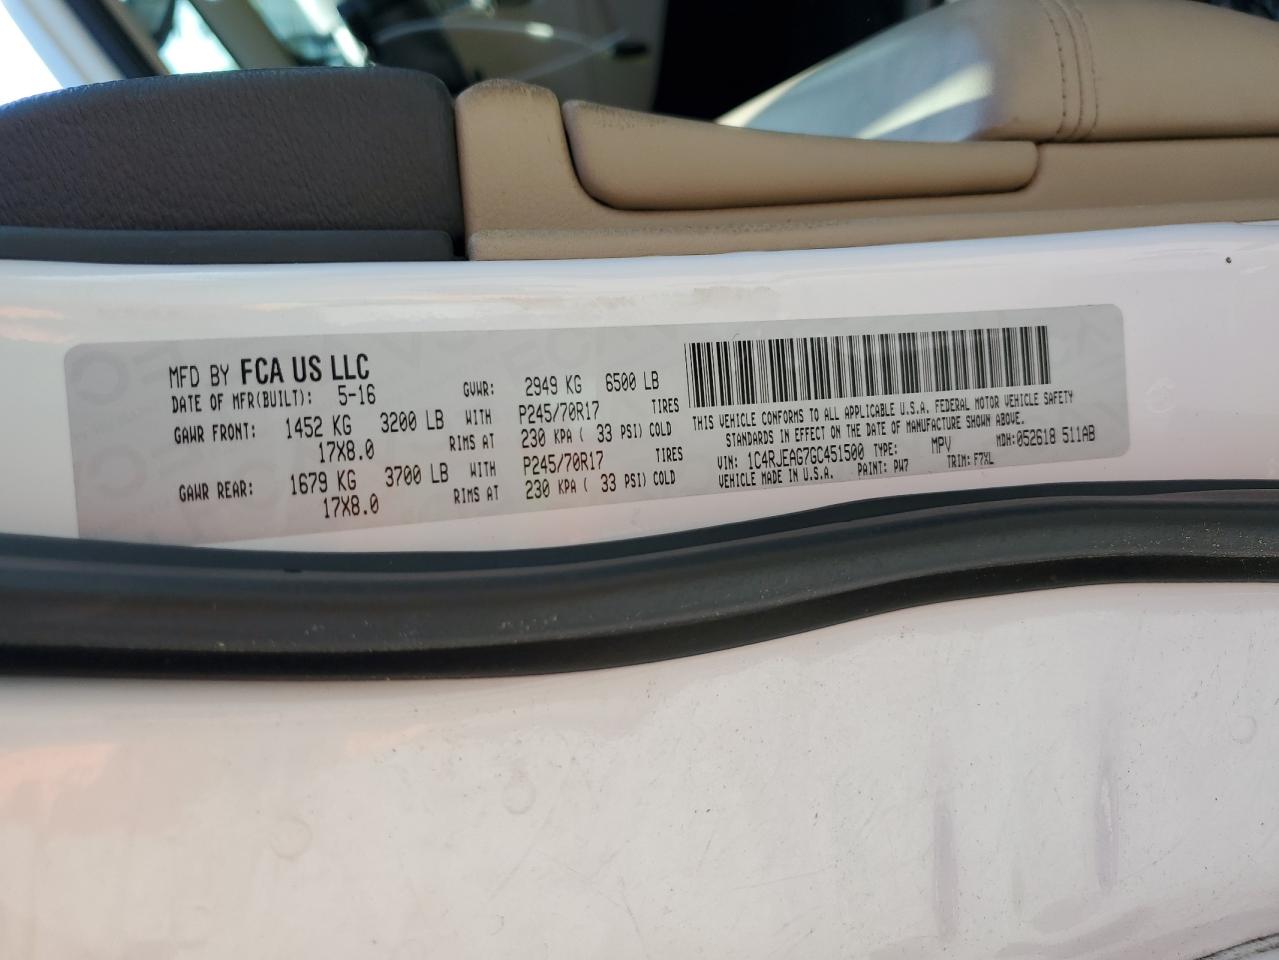 MFD BY FCA US LLC
DATE OF MFR(BUILT): 5-16 GVWR: 2949 KG 6500 LB
GAWR FRONT: 1452 KG 3200 LB WITH P245/70R17 TIRES
17X8.0 RIMS AT 230 KPA ( 33 PSI) COLD
GAWR REAR: 1679 KG 3700 LB WITH P245/70R17 TIRES
17X8.0 RIMS AT 230 KPA ( 33 PSI) COLD
THIS VEHICLE CONFORMS TO ALL APPLICABLE U.S.A. FEDERAL MOTOR VEHICLE SAFETY
STANDARDS IN EFFECT ON THE DATE OF MANUFACTURE SHOWN ABOVE.
VIN: 1C4RJEAG7GC451500 TYPE: MPV MDH:052618 511AB
VEHICLE MADE IN U.S.A. PAINT: PW7 TRIM: F7XL